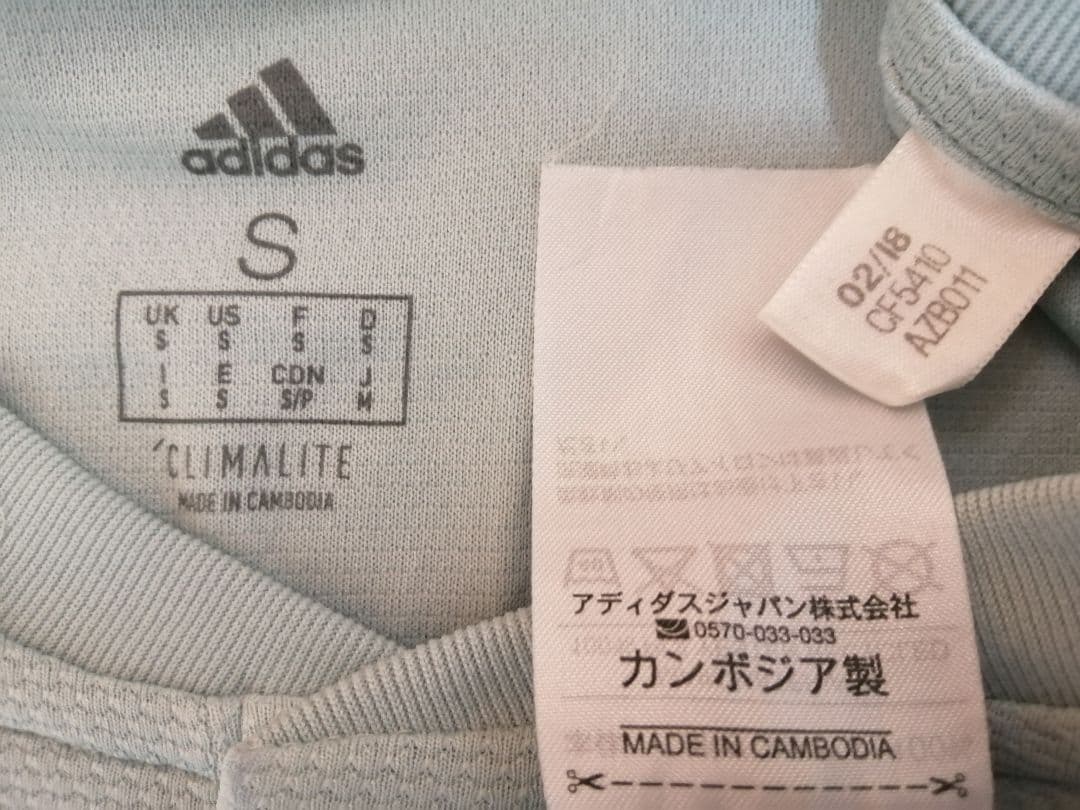 adidas
S
UK US F D
S S S S
I E CDN J
S S S/P M
CLIMALITE
MADE IN CAMBODIA
02/18
CF5410
AZB011
アディダスジャパン株式会社
0570-033-033
カンボジア製
MADE IN CAMBODIA